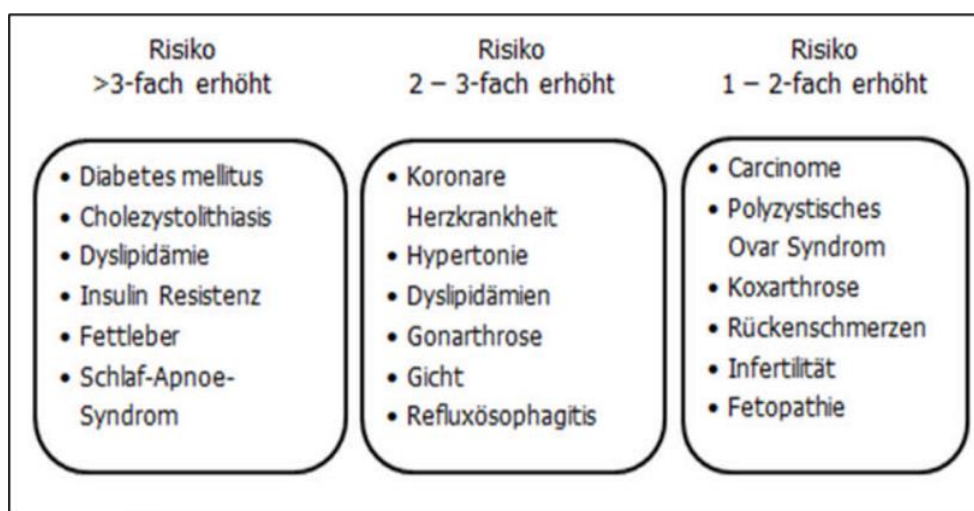 Risiko
>3-fach erhöht
• Diabetes mellitus
• Cholezystolithiasis
• Dyslipidämie
• Insulin Resistenz
• Fettleber
• Schlaf-Apnoe-
Syndrom
Risiko
2 – 3-fach erhöht
• Koronare
Herzkrankheit
• Hypertonie
• Dyslipidämien
• Gonarthrose
• Gicht
• Refluxösophagitis
Risiko
1 – 2-fach erhöht
• Carcinome
• Polyzystisches
Ovar Syndrom
• Koxarthrose
• Rückenschmerzen
• Infertilität
• Fetopathie